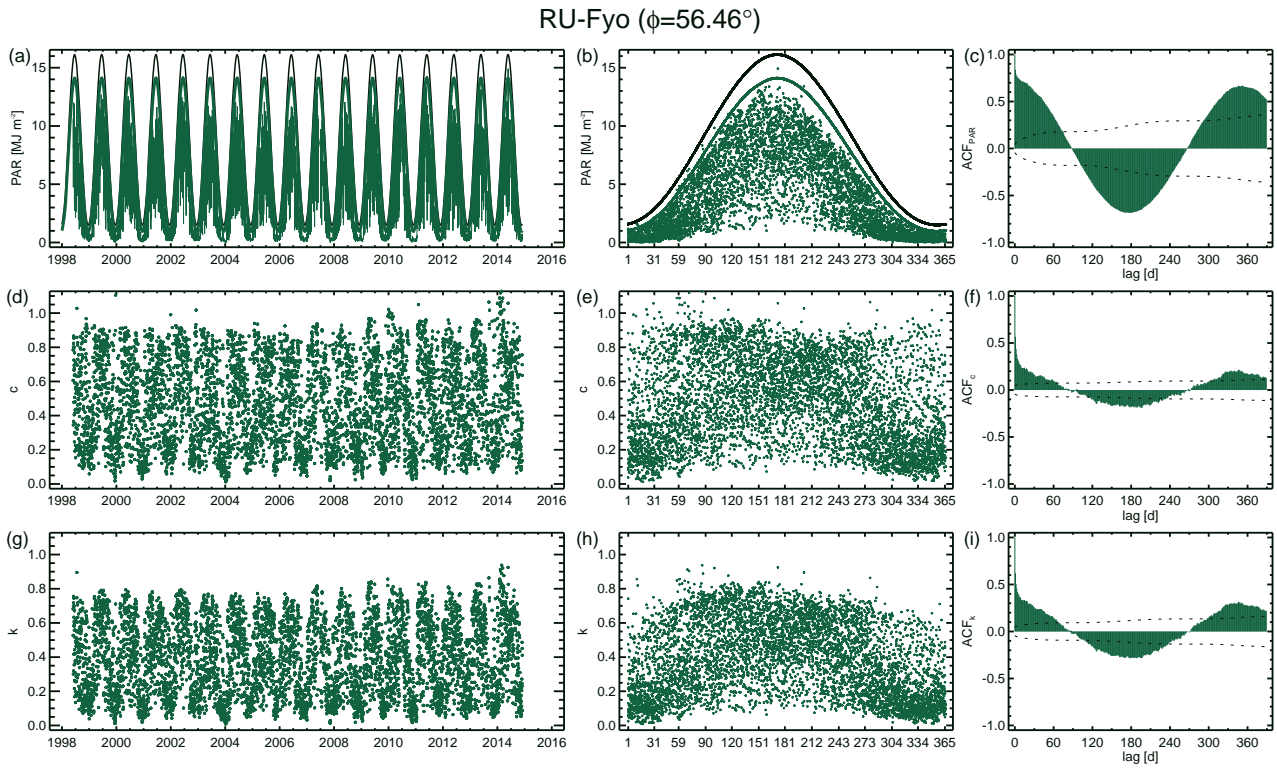 RU-Fyo (ϕ=56.46°)
(a)
PAR [MJ m⁻²]
15
10
5
0
1998 2000 2002 2004 2006 2008 2010 2012 2014 2016
(b)
PAR [MJ m⁻²]
15
10
5
0
1 31 59 90 120 151 181 212 243 273 304 334 365
(c)
ACF PAR
1.0
0.5
0.0
-0.5
-1.0
0 60 120 180 240 300 360
lag [d]
(d)
c
1.0
0.8
0.6
0.4
0.2
0.0
1998 2000 2002 2004 2006 2008 2010 2012 2014 2016
(e)
c
1.0
0.8
0.6
0.4
0.2
0.0
1 31 59 90 120 151 181 212 243 273 304 334 365
(f)
ACF c
1.0
0.5
0.0
-0.5
-1.0
0 60 120 180 240 300 360
lag [d]
(g)
k
1.0
0.8
0.6
0.4
0.2
0.0
1998 2000 2002 2004 2006 2008 2010 2012 2014 2016
(h)
k
1.0
0.8
0.6
0.4
0.2
0.0
1 31 59 90 120 151 181 212 243 273 304 334 365
(i)
ACF k
1.0
0.5
0.0
-0.5
-1.0
0 60 120 180 240 300 360
lag [d]